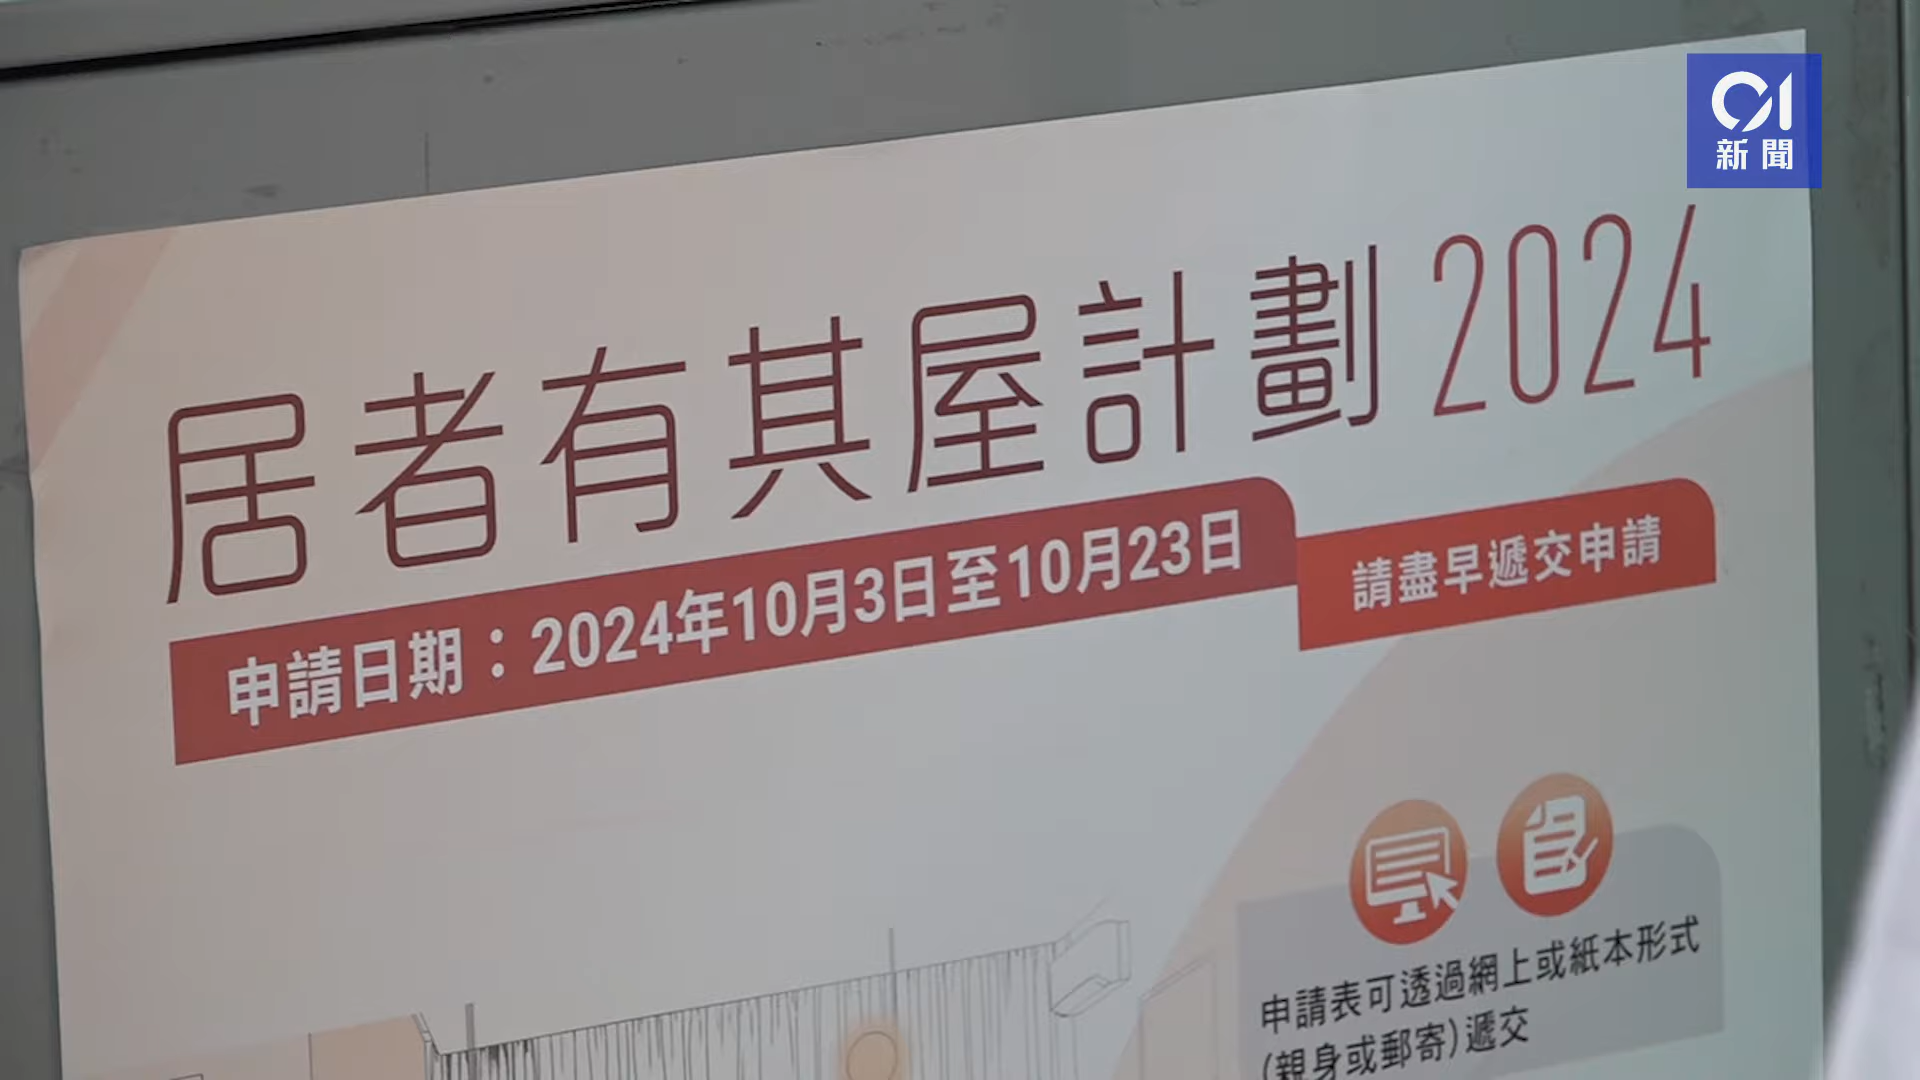 01
新聞
居者有其屋計劃2024
申請日期：2024年10月3日至10月23日
請盡早遞交申請
申請表可透過網上或紙本形式
(親身或郵寄)遞交